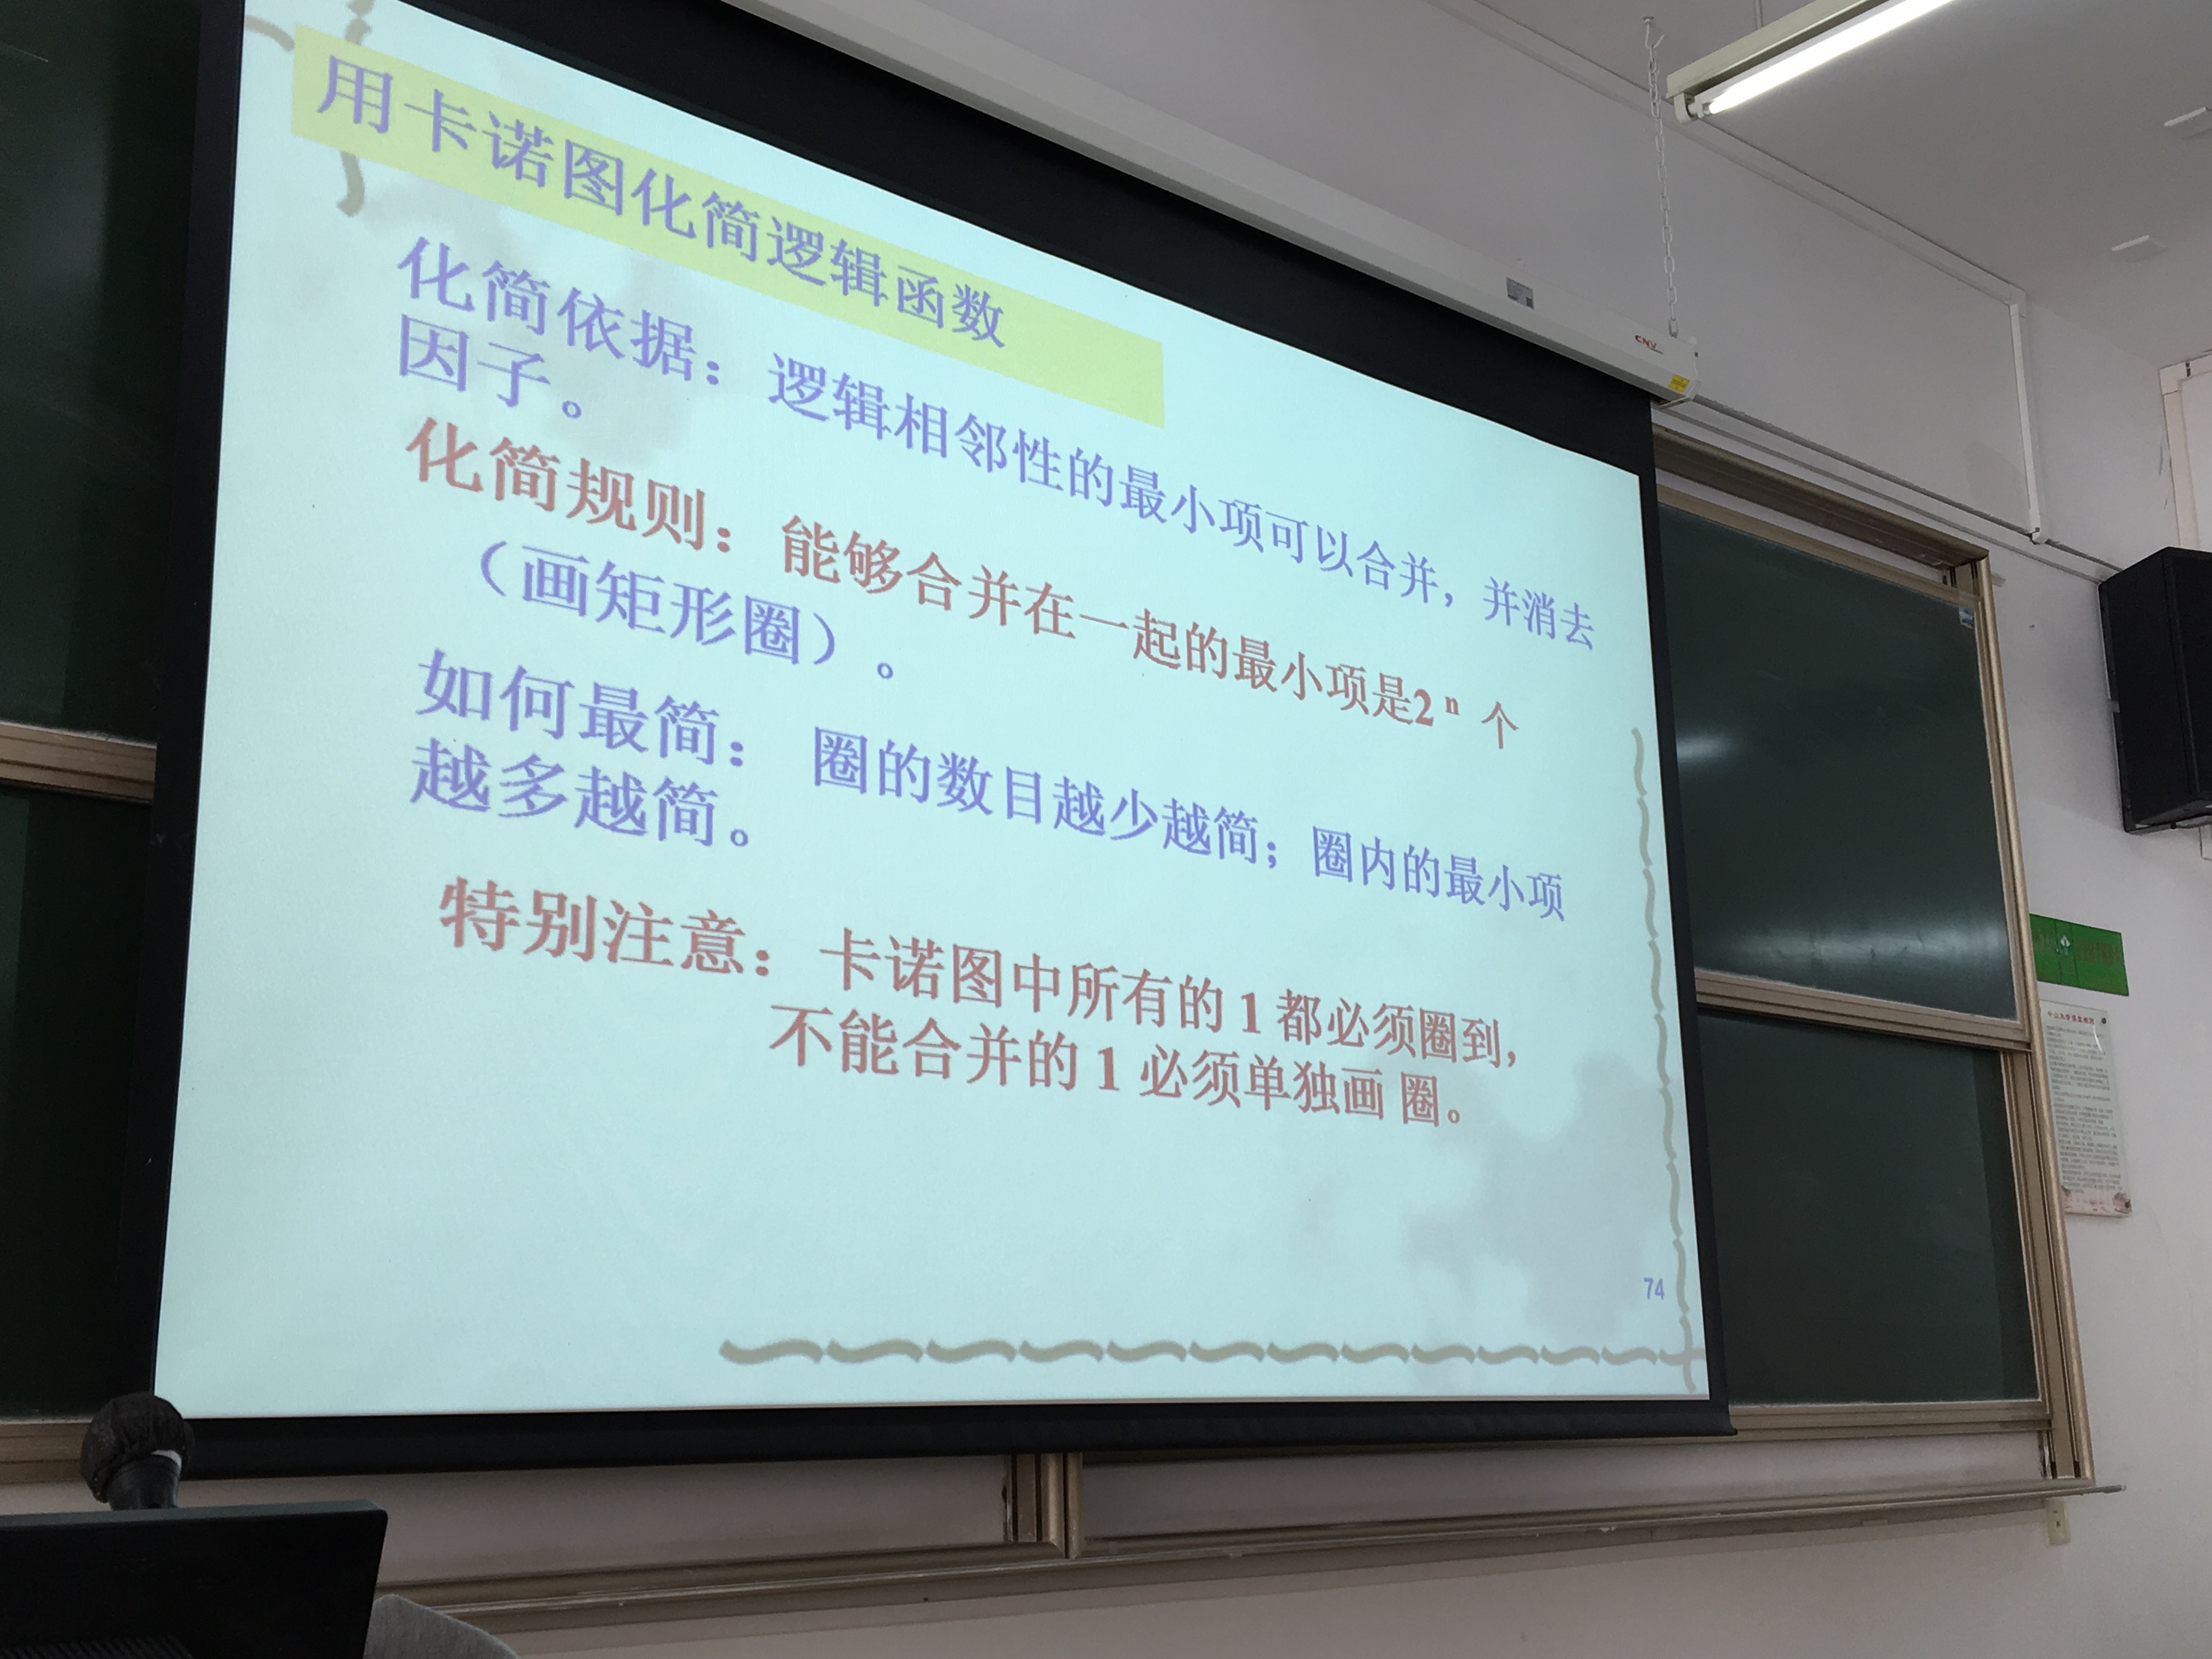 用卡诺图化简逻辑函数
化简依据：逻辑相邻性的最小项可以合并，并消去
因子。
化简规则：能够合并在一起的最小项是2ⁿ 个
（画矩形圈）。
如何最简： 圈的数目越少越简；圈内的最小项
越多越简。
特别注意：卡诺图中所有的 1 都必须圈到，
不能合并的 1 必须单独画 圈。
74
CNV